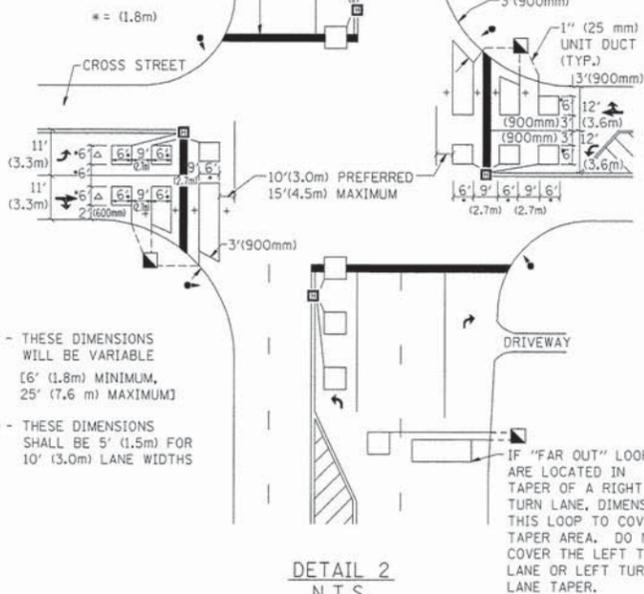 * = (1.8m)
CROSS STREET
3'(900mm)
1" (25 mm)
UNIT DUCT
(TYP.)
3'(900mm)
6'
12'
(3.6m)
(900mm) 3'
(900mm) 3'
12'
6'
(3.6m)
11'
(3.3m)
*6'
6'
9'
6'
*6'
9'
6'
(2.7m)
11'
(3.3m)
*6'
6'
9'
6'
2'
(600mm)
10'(3.0m) PREFERRED
15'(4.5m) MAXIMUM
6'
9'
6'
9'
6'
(2.7m)
(2.7m)
3'(900mm)
- THESE DIMENSIONS
WILL BE VARIABLE
[6' (1.8m) MINIMUM,
25' (7.6 m) MAXIMUM]
- THESE DIMENSIONS
SHALL BE 5' (1.5m) FOR
10' (3.0m) LANE WIDTHS
DRIVEWAY
IF "FAR OUT" LOO
ARE LOCATED IN
TAPER OF A RIGHT
TURN LANE, DIMENS
THIS LOOP TO COV
TAPER AREA. DO N
COVER THE LEFT T
LANE OR LEFT TUR
LANE TAPER.
DETAIL 2
N.T.S.